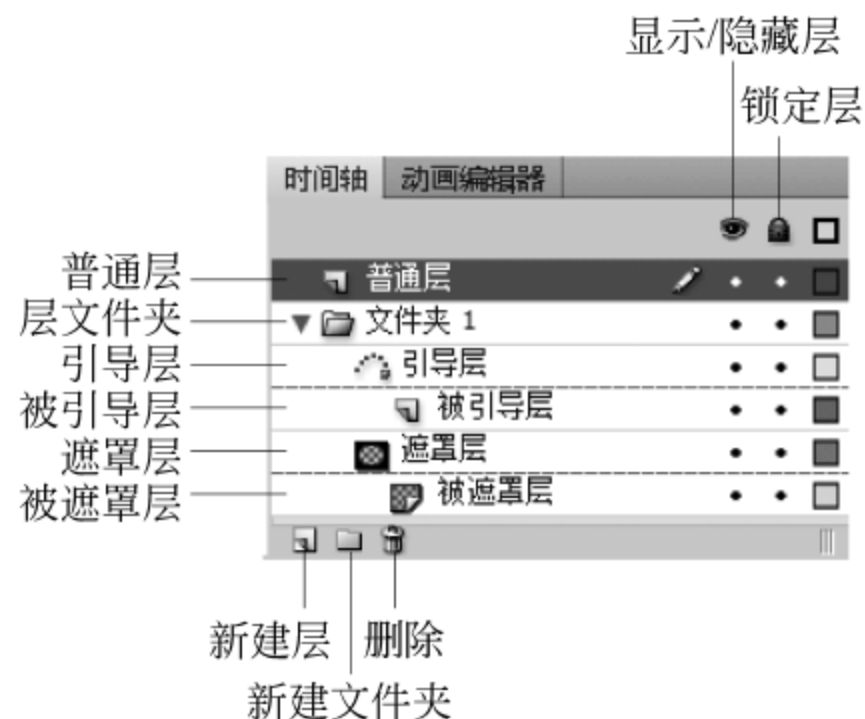 显示/隐藏层
锁定层
时间轴 动画编辑器
普通层 普通层
层文件夹 文件夹 1
引导层 引导层
被引导层 被引导层
遮罩层 遮罩层
被遮罩层 被遮罩层
新建层 删除
新建文件夹